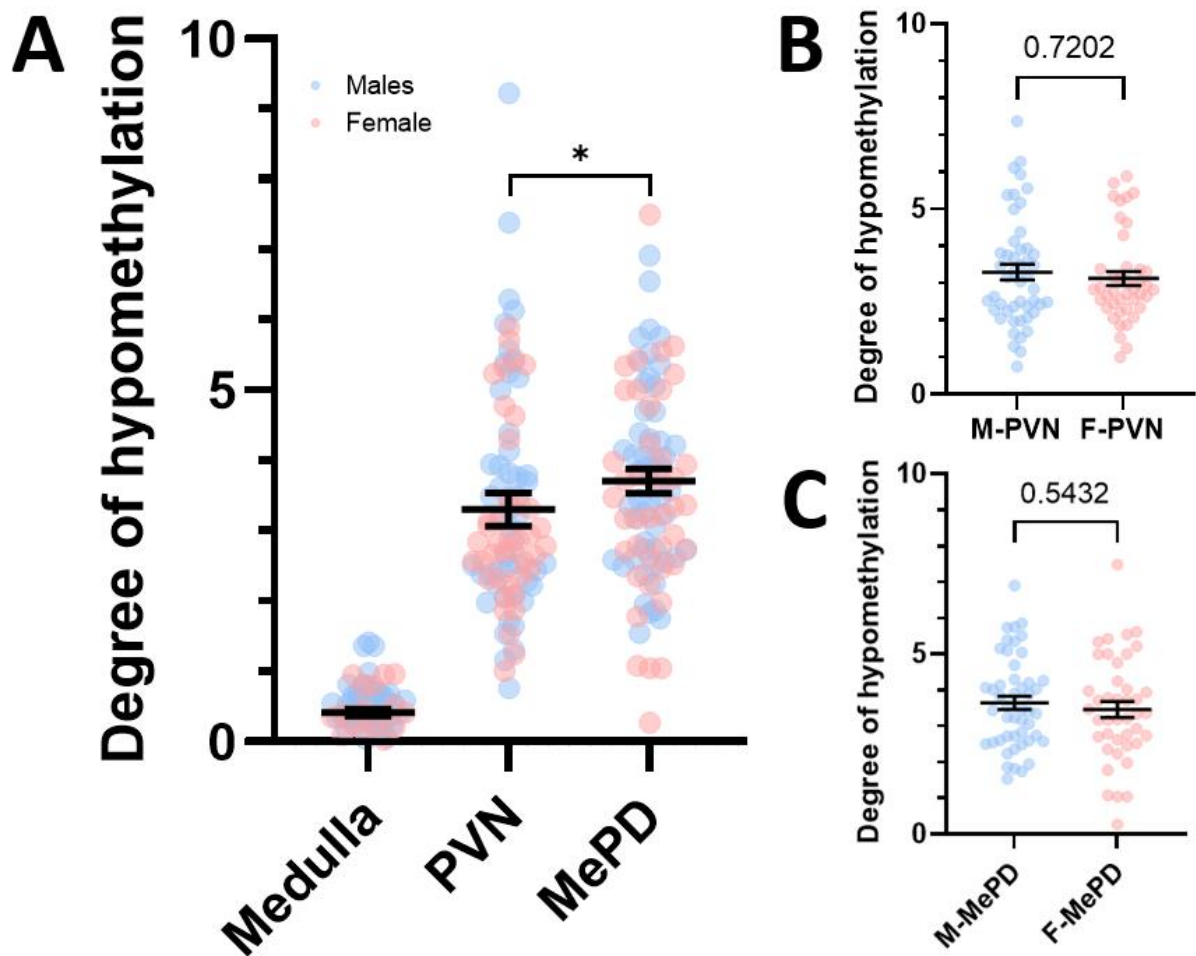 A
Degree of hypomethylation
10
5
0
Males
Female
*
Medulla
PVN
MePD
B
Degree of hypomethylation
10
5
0
0.7202
M-PVN F-PVN
C
Degree of hypomethylation
10
5
0
0.5432
M-MePD
F-MePD